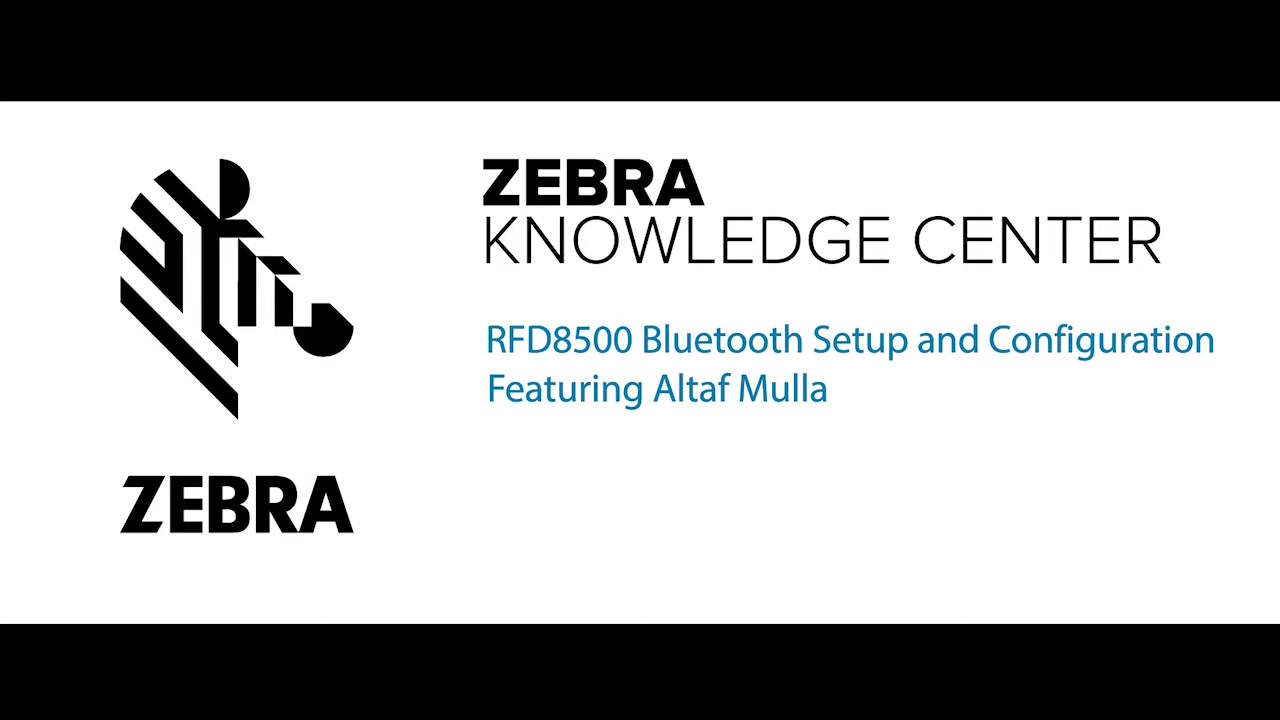 ZEBRA
KNOWLEDGE CENTER
RFD8500 Bluetooth Setup and Configuration
Featuring Altaf Mulla
ZEBRA